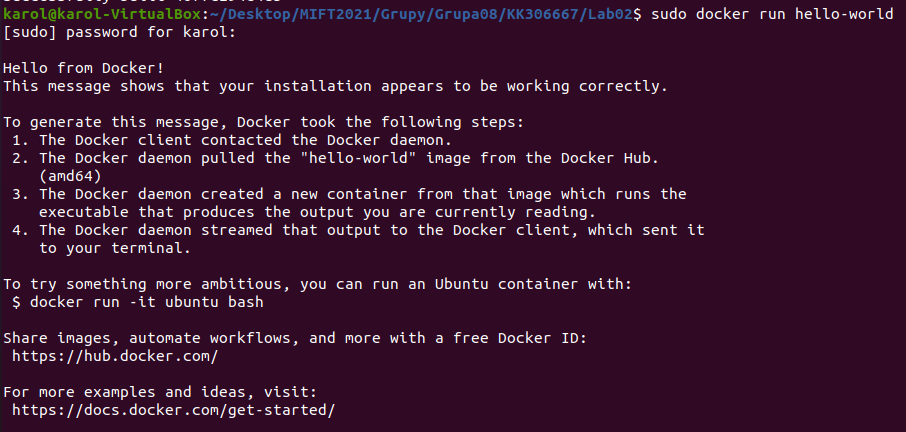 karol@karol-VirtualBox:~/Desktop/MIFT2021/Grupy/Grupa08/KK306667/Lab02$ sudo docker run hello-world
[sudo] password for karol:

Hello from Docker!
This message shows that your installation appears to be working correctly.

To generate this message, Docker took the following steps:
 1. The Docker client contacted the Docker daemon.
 2. The Docker daemon pulled the "hello-world" image from the Docker Hub.
    (amd64)
 3. The Docker daemon created a new container from that image which runs the
    executable that produces the output you are currently reading.
 4. The Docker daemon streamed that output to the Docker client, which sent it
    to your terminal.

To try something more ambitious, you can run an Ubuntu container with:
 $ docker run -it ubuntu bash

Share images, automate workflows, and more with a free Docker ID:
 https://hub.docker.com/

For more examples and ideas, visit:
 https://docs.docker.com/get-started/